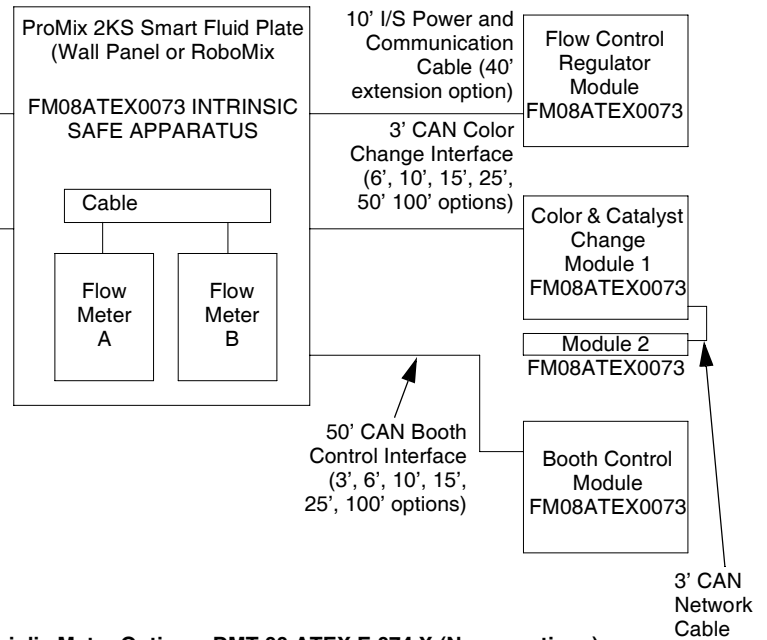 ProMix 2KS Smart Fluid Plate
(Wall Panel or RoboMix
FM08ATEX0073 INTRINSIC
SAFE APPARATUS
Cable
Flow
Meter
A
Flow
Meter
B
10’ I/S Power and
Communication
Cable (40’
extension option)
Flow Control
Regulator
Module
FM08ATEX0073
3’ CAN Color
Change Interface
(6’, 10’, 15’, 25’,
50’ 100’ options)
Color & Catalyst
Change
Module 1
FM08ATEX0073
Module 2
FM08ATEX0073
50’ CAN Booth
Control Interface
(3’, 6’, 10’, 15’,
25’, 100’ options)
Booth Control
Module
FM08ATEX0073
3’ CAN
Network
Cable